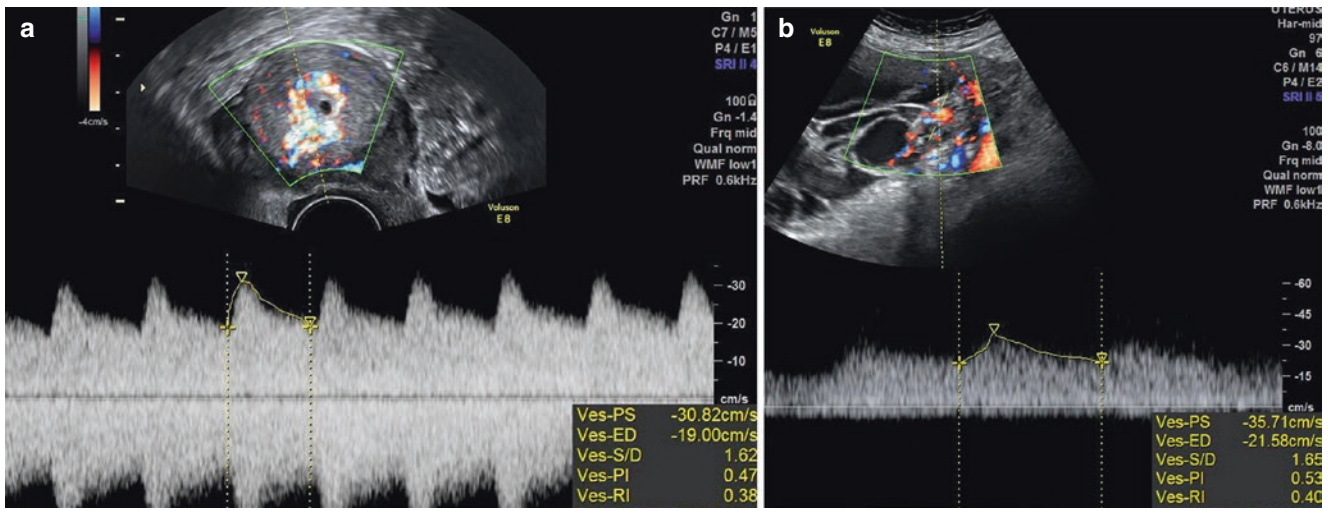 a
Gn 1
C7 / M5
P4 / E1
SRI II 4
100
Gn -1.4
Frq mid
Qual norm
WMF low1
PRF 0.6kHz
-4cm/s
Voluson
E8
-30
-20
-10
cm/s
Ves-PS -30.82cm/s
Ves-ED -19.00cm/s
Ves-S/D 1.62
Ves-PI 0.47
Ves-RI 0.38
b
Voluson
E8
UTERUS
Har-mid
97
Gn 6
C6 / M14
P4 / E2
SRI II 5
100
Gn -8.0
Frq mid
Qual norm
WMF low1
PRF 0.6kHz
-60
-45
-30
-15
cm/s
Ves-PS -35.71cm/s
Ves-ED -21.58cm/s
Ves-S/D 1.65
Ves-PI 0.53
Ves-RI 0.40